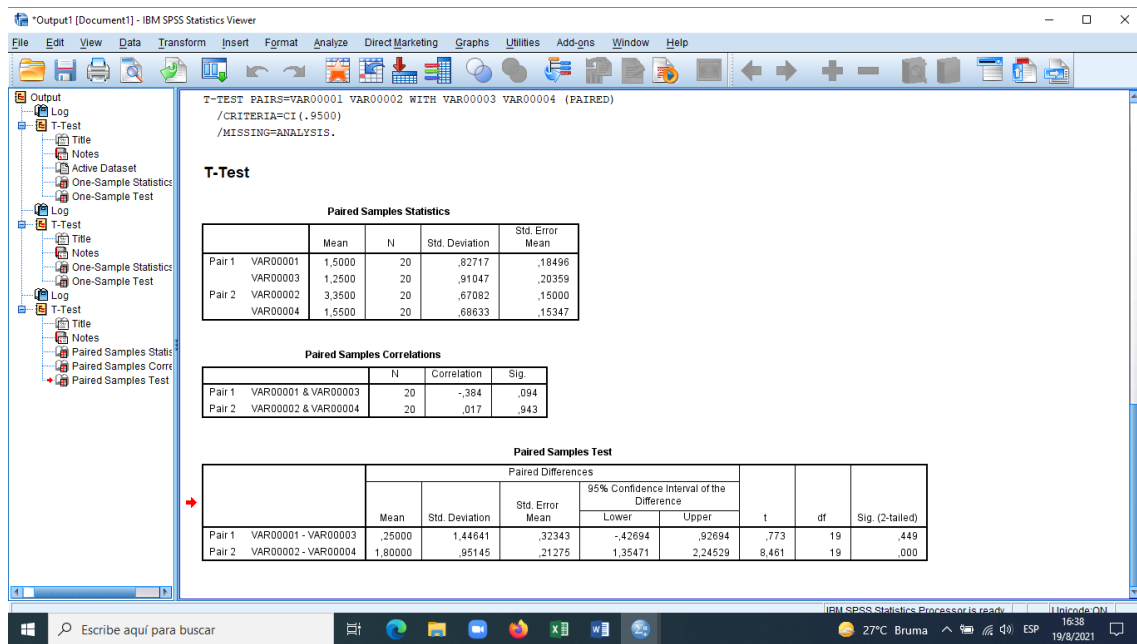 *Output1 [Document1] - IBM SPSS Statistics Viewer
File Edit View Data Transform Insert Format Analyze Direct Marketing Graphs Utilities Add-ons Window Help
Output
Log
T-Test
Title
Notes
Active Dataset
One-Sample Statistics
One-Sample Test
Log
T-Test
Title
Notes
One-Sample Statistics
One-Sample Test
Log
T-Test
Title
Notes
Paired Samples Statis
Paired Samples Corre
Paired Samples Test
T-TEST PAIRS=VAR00001 VAR00002 WITH VAR00003 VAR00004 (PAIRED)
/CRITERIA=CI(.9500)
/MISSING=ANALYSIS.
T-Test
Paired Samples Statistics
Mean N Std. Deviation Std. Error Mean
Pair 1 VAR00001 1,5000 20 ,82717 ,18496
VAR00003 1,2500 20 ,91047 ,20359
Pair 2 VAR00002 3,3500 20 ,67082 ,15000
VAR00004 1,5500 20 ,68633 ,15347
Paired Samples Correlations
N Correlation Sig.
Pair 1 VAR00001 & VAR00003 20 -,384 ,094
Pair 2 VAR00002 & VAR00004 20 ,017 ,943
Paired Samples Test
Paired Differences
95% Confidence Interval of the Difference
Mean Std. Deviation Std. Error Mean Lower Upper t df Sig. (2-tailed)
Pair 1 VAR00001 - VAR00003 ,25000 1,44641 ,32343 -,42694 ,92694 ,773 19 ,449
Pair 2 VAR00002 - VAR00004 1,80000 ,95145 ,21275 1,35471 2,24529 8,461 19 ,000
IBM SPSS Statistics Processor is ready Unicode:ON
Escribe aquí para buscar
27°C Bruma ESP 16:38
19/8/2021